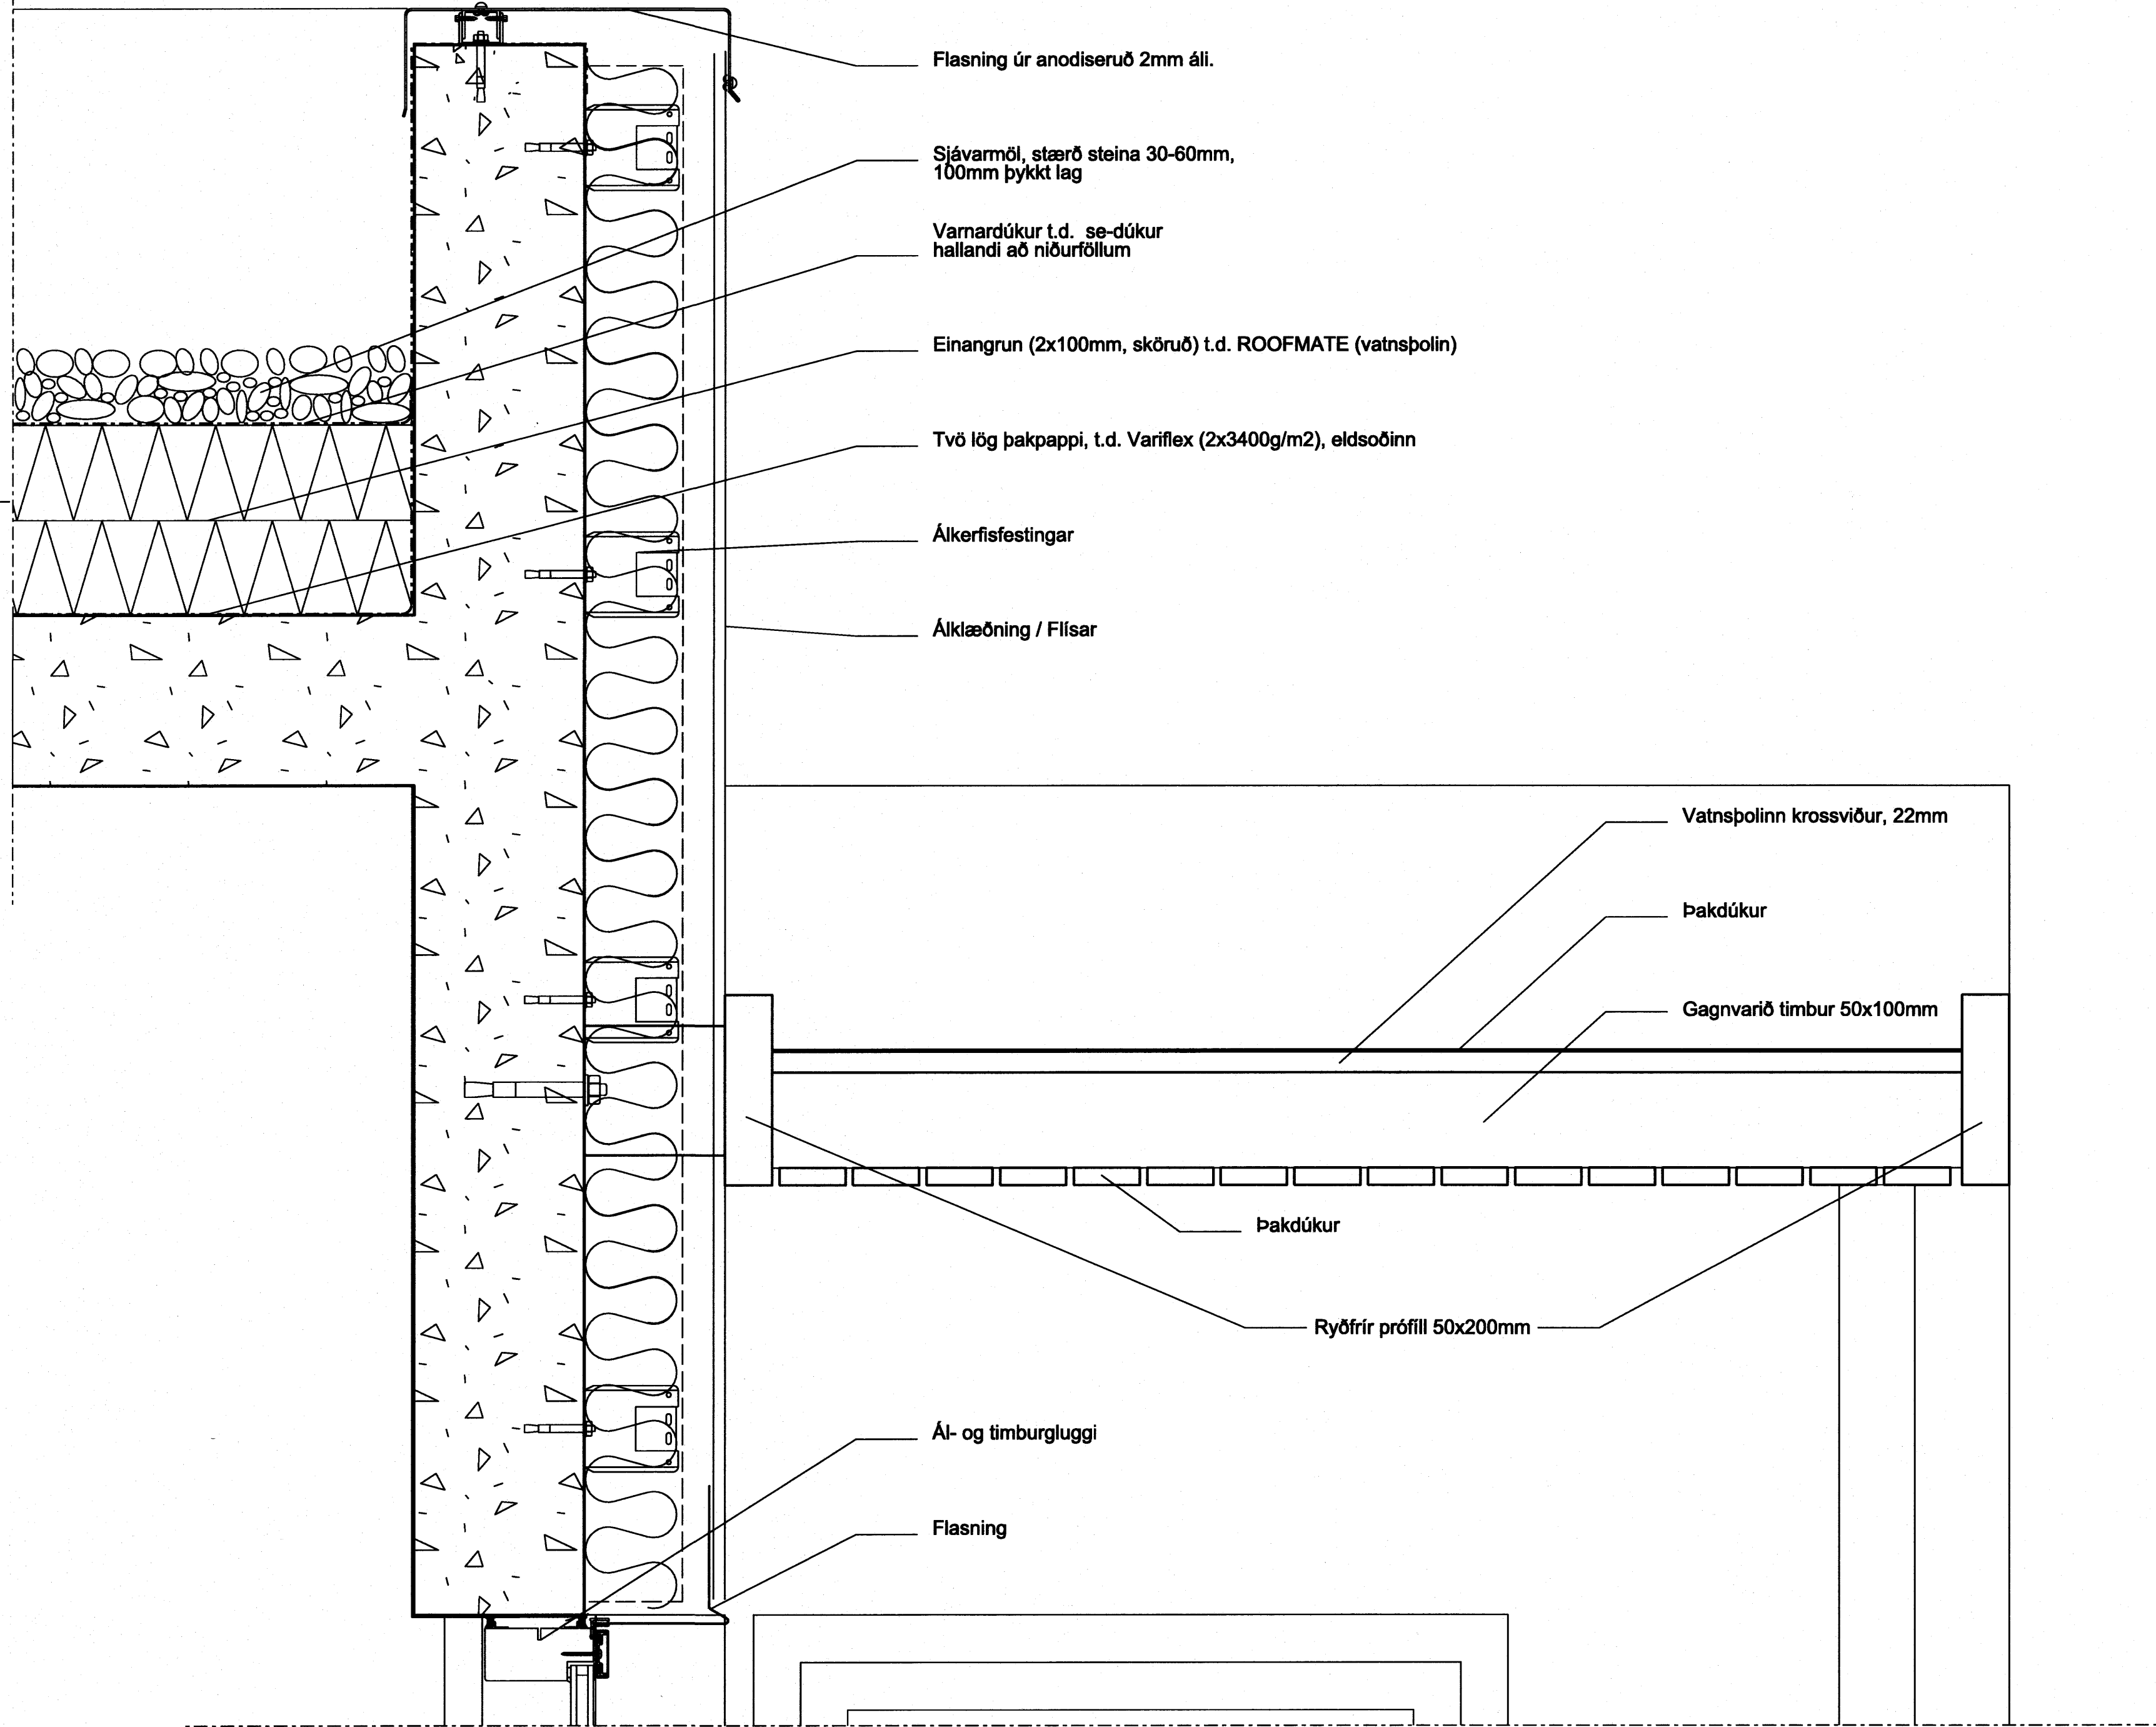 Flasning úr anodiseruð 2mm áli.
Sjávarmöl, stærð steina 30-60mm,
100mm þykkt lag
Varnardúkur t.d. se-dúkur
hallandi að niðurföllum
Einangrun (2x100mm, sköruð) t.d. ROOFMATE (vatnsþolin)
Tvö lög þakpappi, t.d. Variflex (2x3400g/m2), eldsoðinn
Álkerfisfestingar
Álklæðning / Flísar
Vatnsþolinn krossviður, 22mm
Þakdúkur
Gagnvarið timbur 50x100mm
Þakdúkur
Ryðfrír prófíll 50x200mm
Ál- og timburgluggi
Flasning